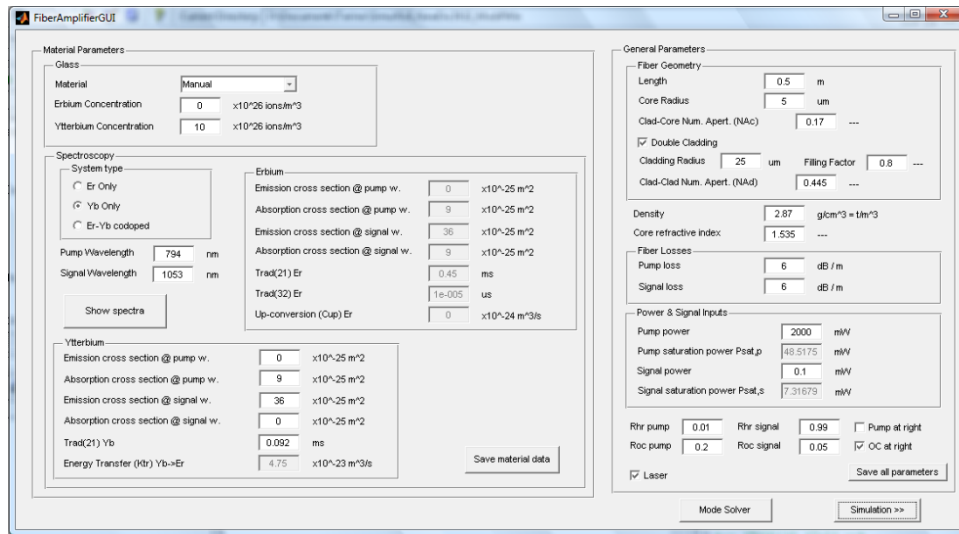 FiberAmplifierGUI
Material Parameters
Glass
Material Manual
Erbium Concentration 0 x10^26 ions/m^3
Ytterbium Concentration 10 x10^26 ions/m^3
Spectroscopy
System type
Er Only
Yb Only
Er-Yb codoped
Pump Wavelength 794 nm
Signal Wavelength 1053 nm
Show spectra
Erbium
Emission cross section @ pump w. 0 x10^-25 m^2
Absorption cross section @ pump w. 9 x10^-25 m^2
Emission cross section @ signal w. 36 x10^-25 m^2
Absorption cross section @ signal w. 9 x10^-25 m^2
Trad(21) Er 0.45 ms
Trad(32) Er 1e-005 us
Up-conversion (Cup) Er 0 x10^-24 m^3/s
Ytterbium
Emission cross section @ pump w. 0 x10^-25 m^2
Absorption cross section @ pump w. 9 x10^-25 m^2
Emission cross section @ signal w. 36 x10^-25 m^2
Absorption cross section @ signal w. 0 x10^-25 m^2
Trad(21) Yb 0.092 ms
Energy Transfer (Ktr) Yb->Er 4.75 x10^-23 m^3/s
Save material data
General Parameters
Fiber Geometry
Length 0.5 m
Core Radius 5 um
Clad-Core Num. Apert. (NAc) 0.17 ---
Double Cladding
Cladding Radius 25 um Filling Factor 0.8 ---
Clad-Clad Num. Apert. (NAd) 0.445 ---
Density 2.87 g/cm^3 = t/m^3
Core refractive index 1.535 ---
Fiber Losses
Pump loss 6 dB / m
Signal loss 6 dB / m
Power & Signal Inputs
Pump power 2000 mW
Pump saturation power Psat,p 48.5175 mW
Signal power 0.1 mW
Signal saturation power Psat,s 7.31679 mW
Rhr pump 0.01 Rhr signal 0.99 Pump at right
Roc pump 0.2 Roc signal 0.05 OC at right
Laser
Save all parameters
Mode Solver
Simulation >>